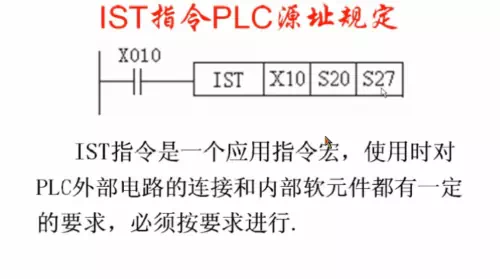 IST指令PLC源址规定
X010
IST X10 S20 S27
IST指令是一个应用指令宏，使用时对
PLC外部电路的连接和内部软元件都有一定
的要求，必须按要求进行.